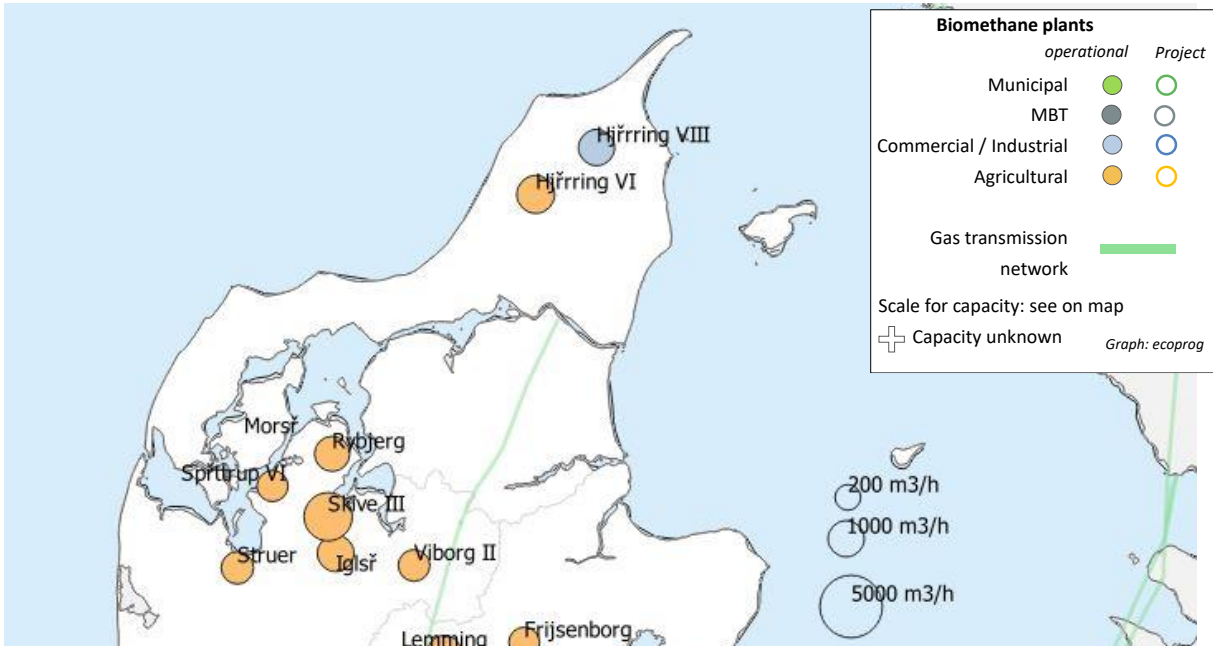 Biomethane plants
operational Project
Municipal
MBT
Commercial / Industrial
Agricultural
Gas transmission
network
Scale for capacity: see on map
Capacity unknown
Graph: ecoprog
Hjřrring VIII
Hjřrring VI
Morsř
Rybjerg
Spřttrup VI
Skive III
Struer
Iglsř
Viborg II
Lemming
Frijsenborg
200 m3/h
1000 m3/h
5000 m3/h